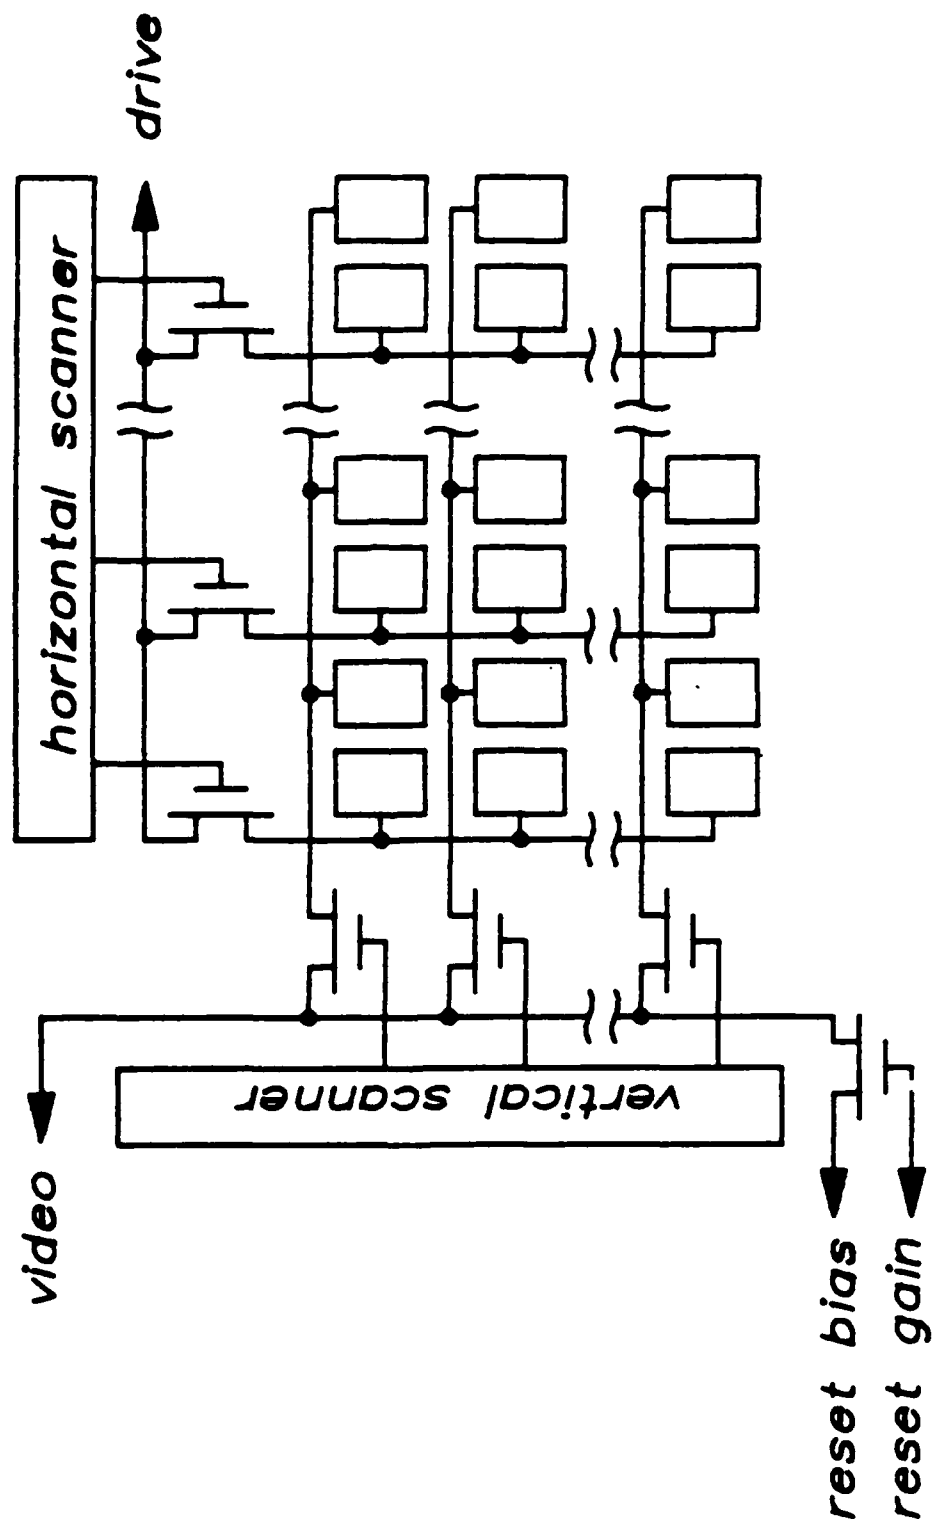 drive
horizontal scanner
video
vertical scanner
reset bias
reset gain